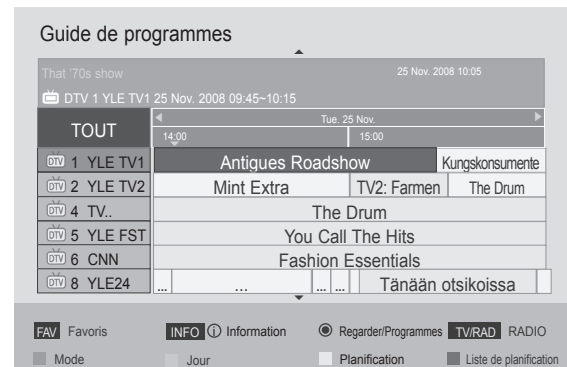 Guide de programmes
That '70s show 25 Nov. 2008 10:05
DTV 1 YLE TV1 25 Nov. 2008 09:45~10:15
TOUT
Tue. 25 Nov.
14:00 15:00
DTV 1 YLE TV1 Antigues Roadshow Kungskonsumente
DTV 2 YLE TV2 Mint Extra TV2: Farmen The Drum
DTV 4 TV.. The Drum
DTV 5 YLE FST You Call The Hits
DTV 6 CNN Fashion Essentials
DTV 8 YLE24 ... ... ... ... Tänään otsikoissa
FAV Favoris INFO i Information Regarder/Programmes TV/RAD RADIO
Mode Jour Planification Liste de planification